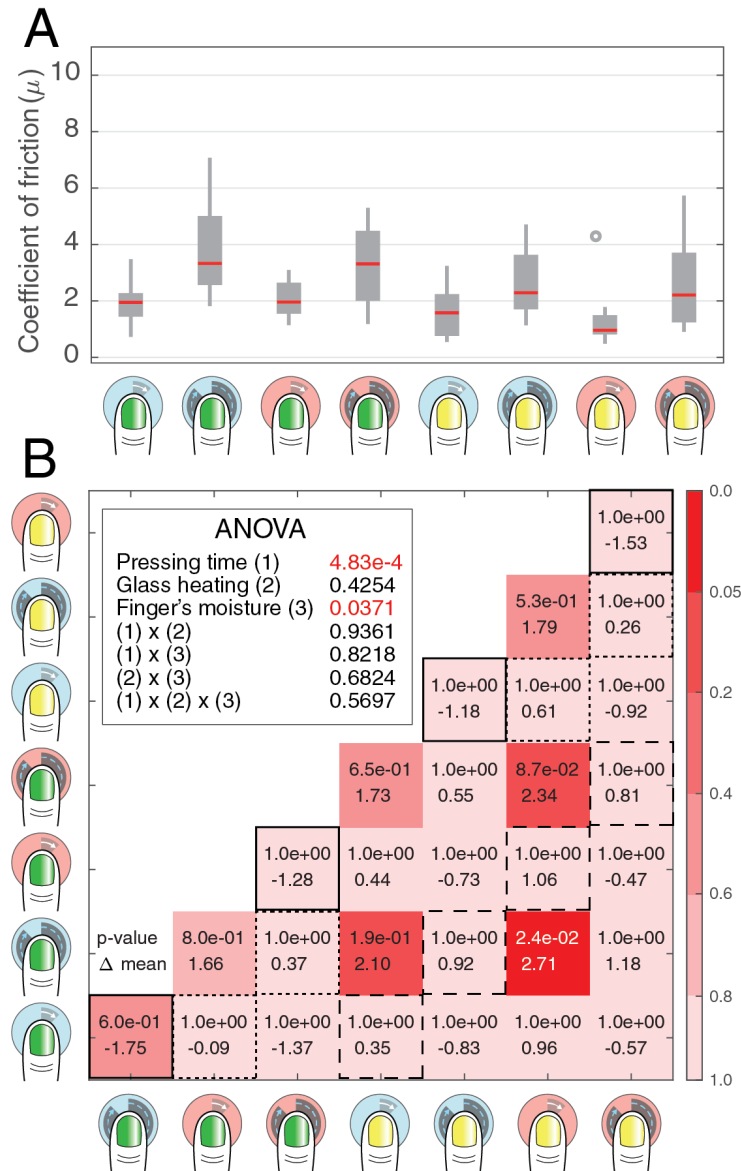 A
Coefficient of friction (μ)
10
8
6
4
2
0
B
ANOVA
Pressing time (1) 4.83e-4
Glass heating (2) 0.4254
Finger's moisture (3) 0.0371
(1) x (2) 0.9361
(1) x (3) 0.8218
(2) x (3) 0.6824
(1) x (2) x (3) 0.5697
1.0e+00
-1.53
5.3e-01 1.0e+00
1.79 0.26
1.0e+00 1.0e+00 1.0e+00
-1.18 0.61 -0.92
6.5e-01 1.0e+00 8.7e-02 1.0e+00
1.73 0.55 2.34 0.81
1.0e+00 1.0e+00 1.0e+00 1.0e+00 1.0e+00
-1.28 0.44 -0.73 1.06 -0.47
p-value 8.0e-01 1.0e+00 1.9e-01 1.0e+00 2.4e-02 1.0e+00
Δ mean 1.66 0.37 2.10 0.92 2.71 1.18
6.0e-01 1.0e+00 1.0e+00 1.0e+00 1.0e+00 1.0e+00 1.0e+00
-1.75 -0.09 -1.37 0.35 -0.83 0.96 -0.57
0.0
0.05
0.2
0.4
0.6
0.8
1.0